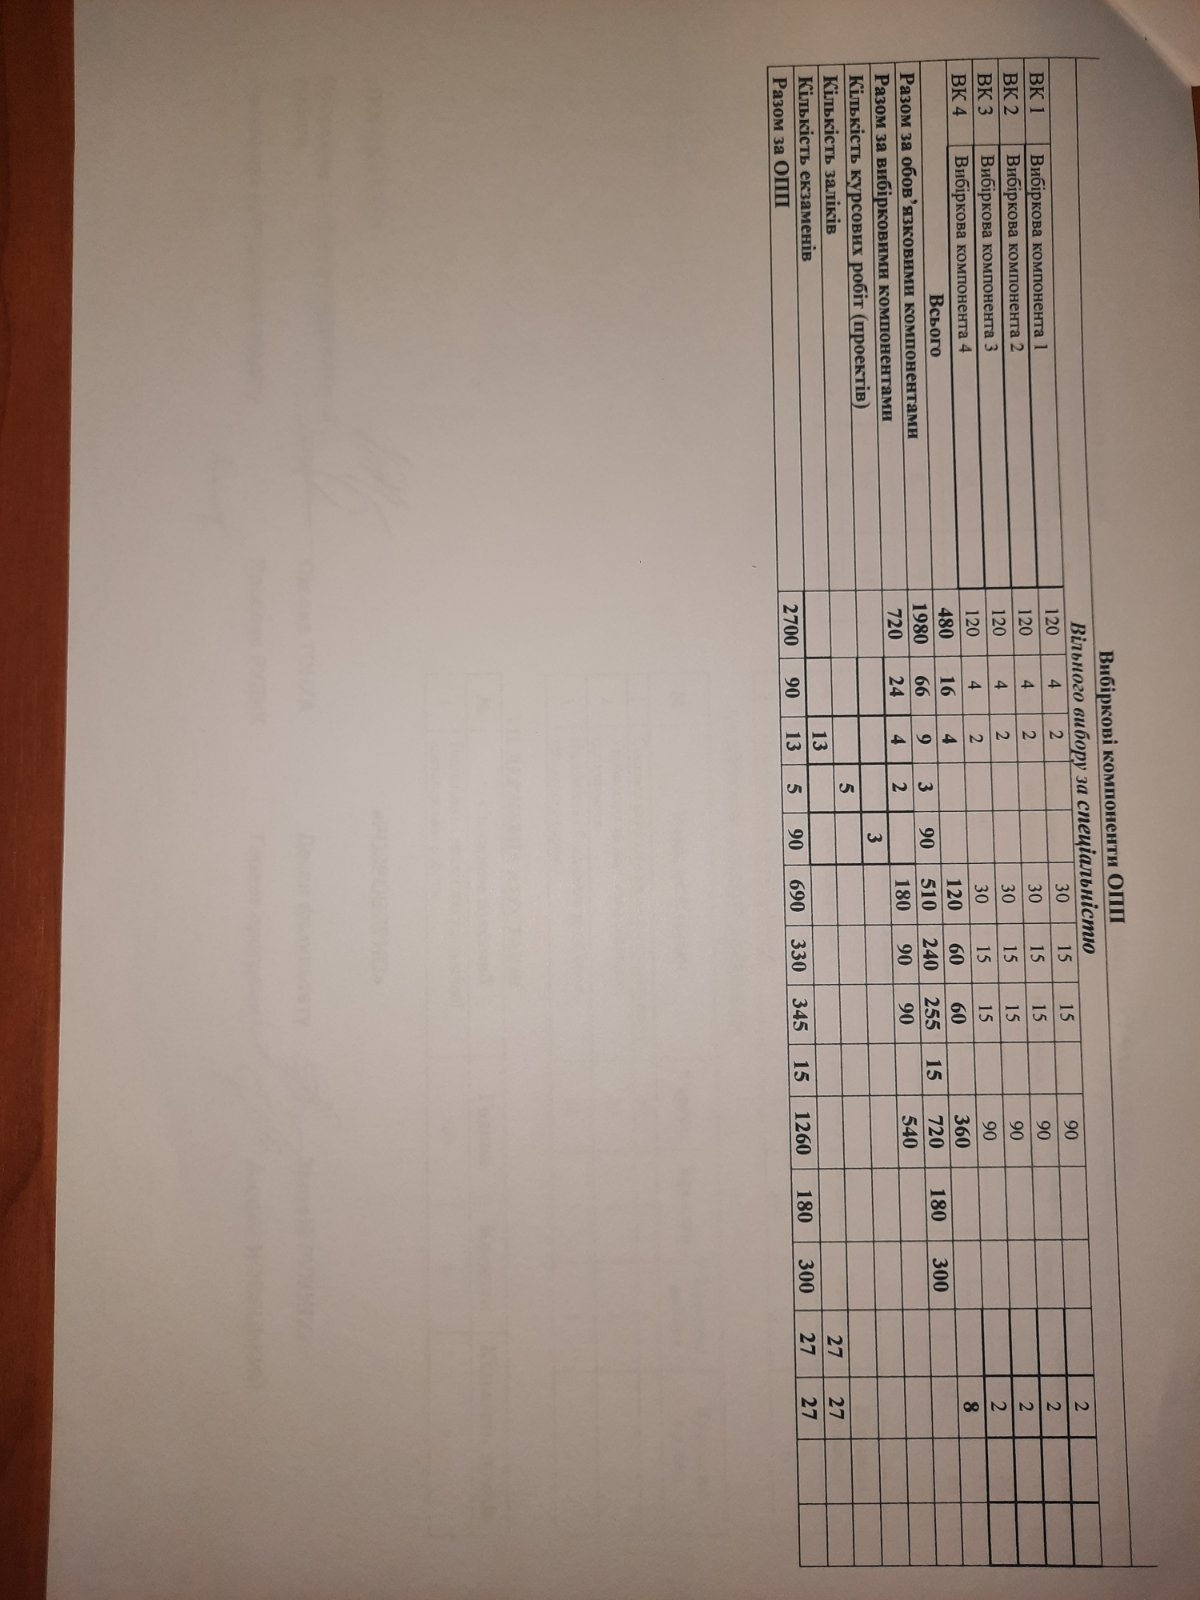 Вибіркові компоненти ОПП
Вільного вибору за спеціальністю
ВК 1 Вибіркова компонента 1 120 4 2 30 15 15 90 2
ВК 2 Вибіркова компонента 2 120 4 2 30 15 15 90 2
ВК 3 Вибіркова компонента 3 120 4 2 30 15 15 90 2
ВК 4 Вибіркова компонента 4 120 4 2 30 15 15 90 2
Всього 480 16 4 120 60 60 360 8
Разом за обов’язковими компонентами 1980 66 9 3 90 510 240 255 15 720 180 300
Разом за вибірковими компонентами 720 24 4 2 180 90 90 540
Кількість курсових робіт (проектів) 3
Кількість заліків 5
Кількість екзаменів 13 27 27
Разом за ОПП 2700 90 13 5 90 690 330 345 15 1260 180 300 27 27